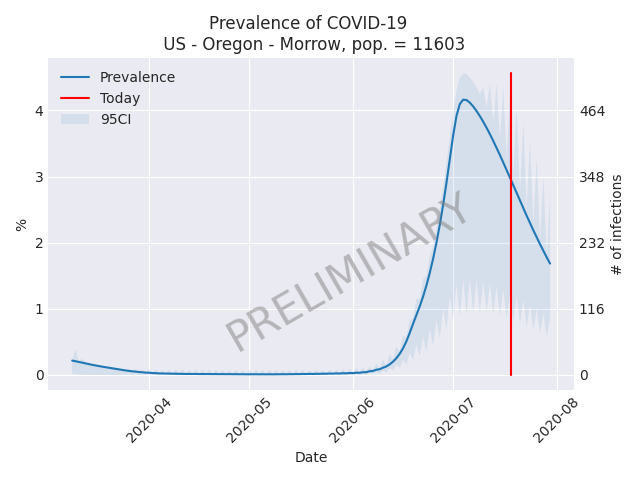 Prevalence of COVID-19
US - Oregon - Morrow, pop. = 11603
Prevalence
Today
95CI
4
3
2
1
0
%
464
348
232
116
0
# of infections
PRELIMINARY
2020-04
2020-05
2020-06
2020-07
2020-08
Date